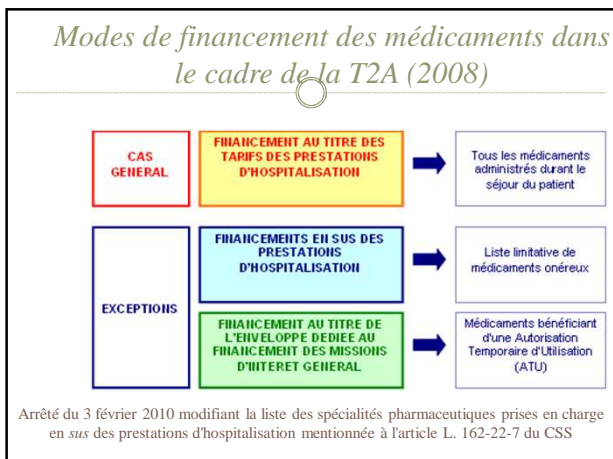 Modes de financement des médicaments dans
le cadre de la T2A (2008)
CAS
GENERAL
FINANCEMENT AU TITRE DES
TARIFS DES PRESTATIONS
D'HOSPITALISATION
Tous les médicaments
administrés durant le
séjour du patient
EXCEPTIONS
FINANCEMENTS EN SUS DES
PRESTATIONS
D'HOSPITALISATION
Liste limitative de
médicaments onéreux
FINANCEMENT AU TITRE DE
L'ENVELOPPE DEDIEE AU
FINANCEMENT DES MISSIONS
D'INTERET GENERAL
Médicaments bénéficiant
d'une Autorisation
Temporaire d'Utilisation
(ATU)
Arrêté du 3 février 2010 modifiant la liste des spécialités pharmaceutiques prises en charge
en sus des prestations d'hospitalisation mentionnée à l'article L. 162-22-7 du CSS